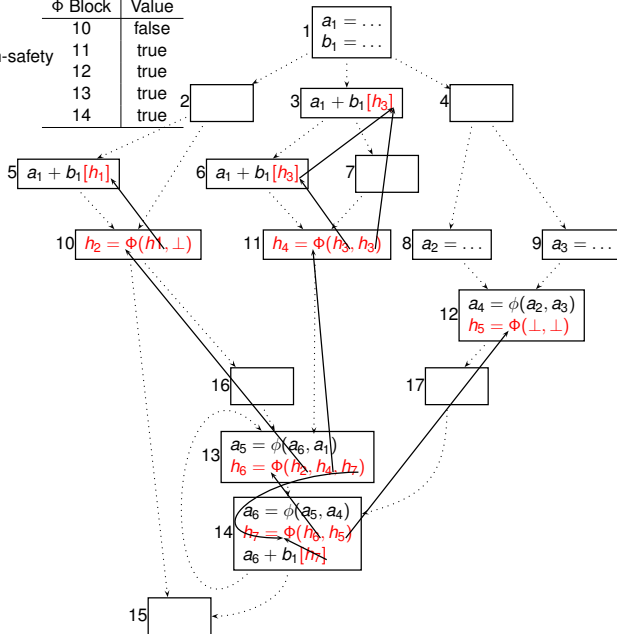 Φ Block Value
10 false
11 true
12 true
13 true
14 true
-safety
1 a₁ = …
b₁ = …
2
3 a₁ + b₁[h₃]
4
5 a₁ + b₁[h₁]
6 a₁ + b₁[h₃]
7
10 h₂ = Φ(h1, ⊥)
11 h₄ = Φ(h₃, h₃)
8 a₂ = …
9 a₃ = …
12 a₄ = ϕ(a₂, a₃)
h₅ = Φ(⊥, ⊥)
16
17
13 a₅ = ϕ(a₆, a₁)
h₆ = Φ(h₂, h₄, h₇)
14 a₆ = ϕ(a₅, a₄)
h₇ = Φ(h₆, h₅)
a₆ + b₁[h₇]
15